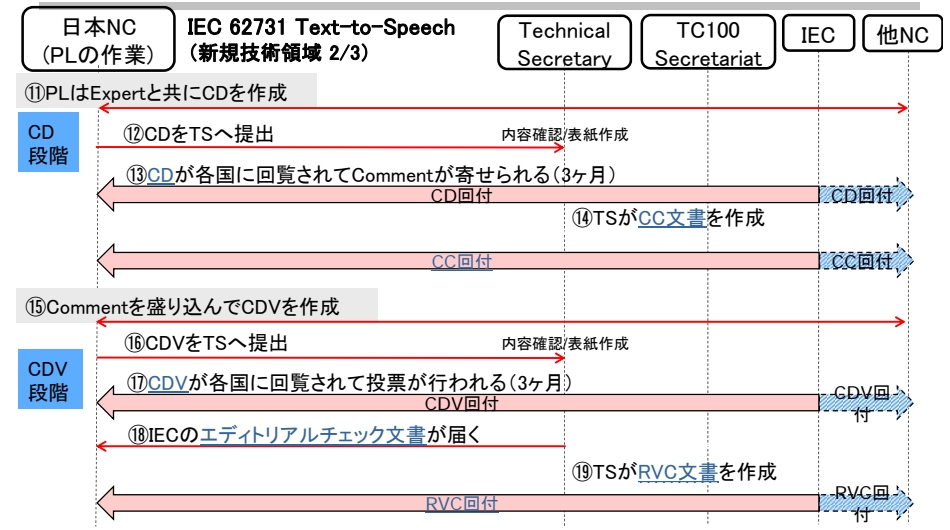 日本NC
(PLの作業)
IEC 62731 Text-to-Speech
(新規技術領域 2/3)
Technical
Secretary
TC100
Secretariat
IEC
他NC
⑪PLはExpertと共にCDを作成
CD
段階
⑫CDをTSへ提出
内容確認/表紙作成
⑬CDが各国に回覧されてCommentが寄せられる(3ヶ月)
CD回付
CD回付
⑭TSがCC文書を作成
CC回付
CC回付
⑮Commentを盛り込んでCDVを作成
⑯CDVをTSへ提出
内容確認/表紙作成
CDV
段階
⑰CDVが各国に回覧されて投票が行われる(3ヶ月)
CDV回付
CDV回
付
⑱IECのエディトリアルチェック文書が届く
⑲TSがRVC文書を作成
RVC回付
RVC回
付